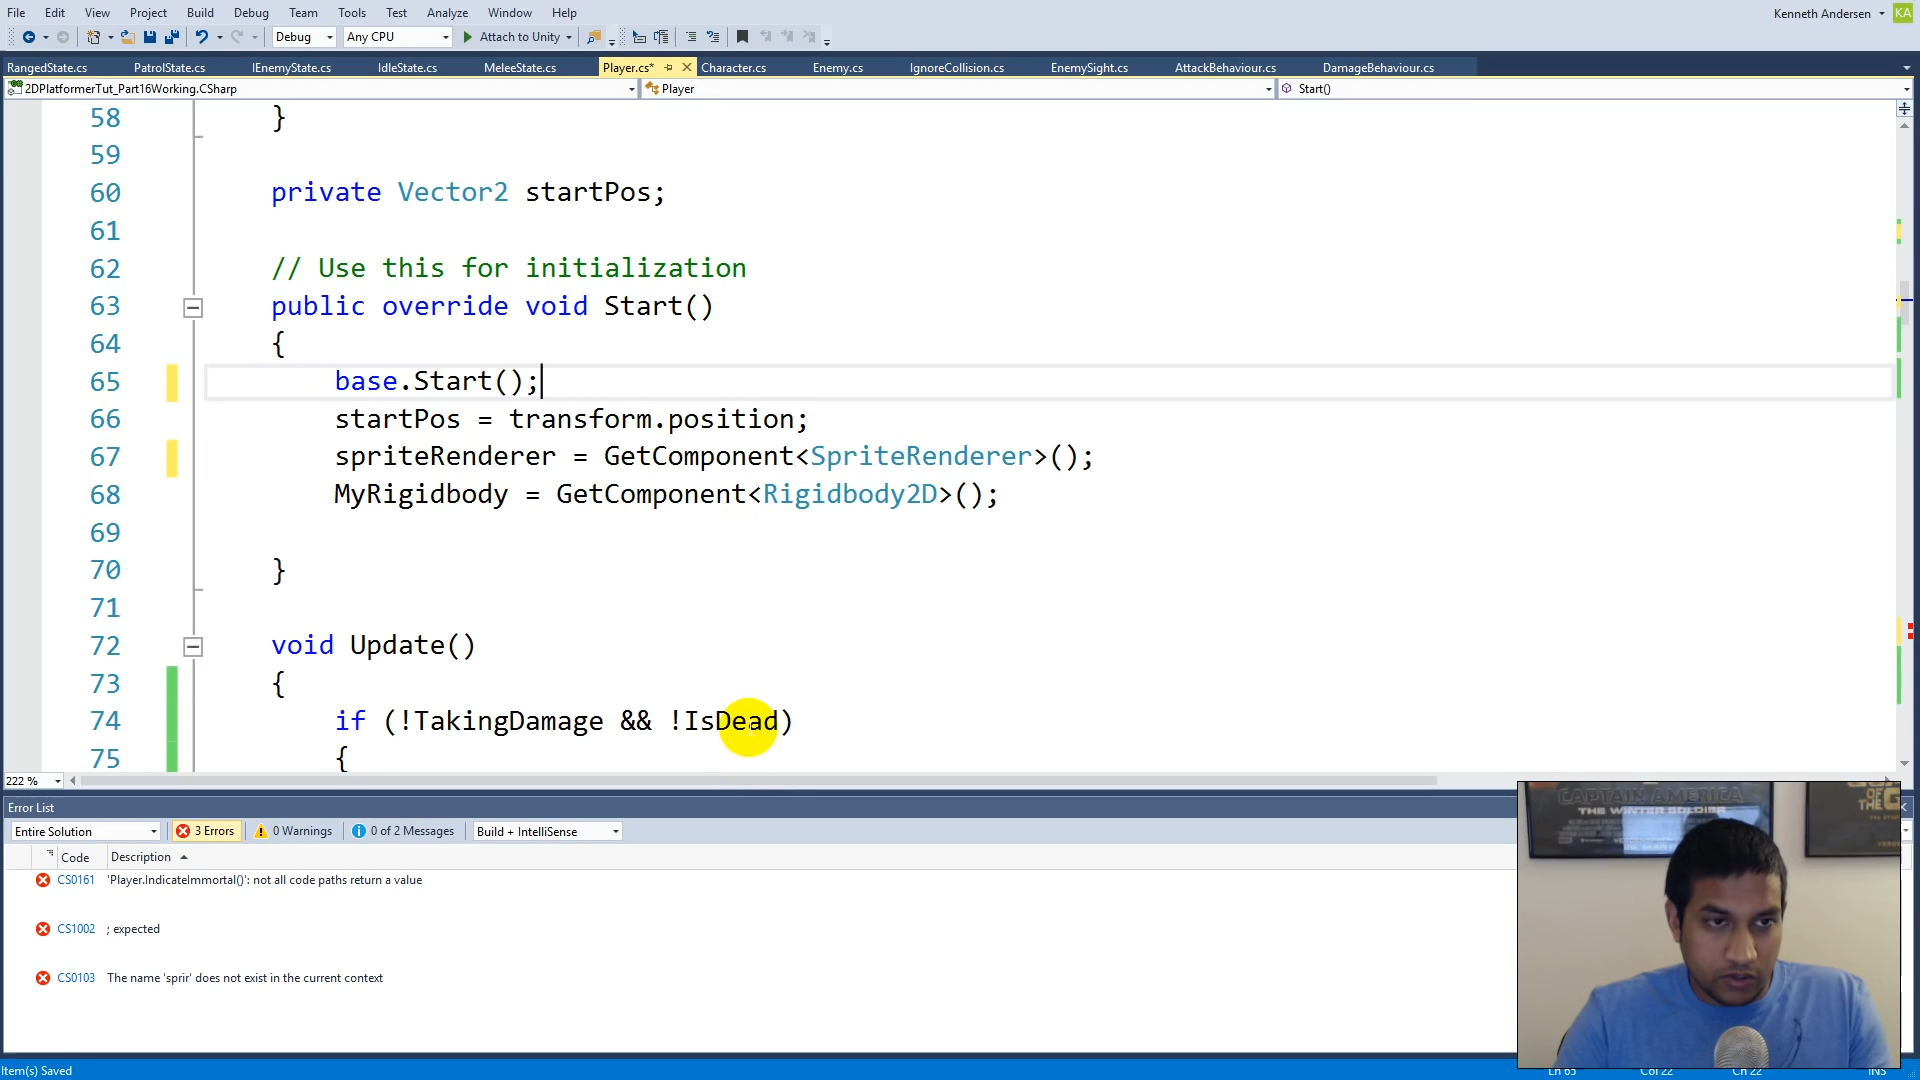 File Edit View Project Build Debug Team Tools Test Analyze Window Help
Kenneth Andersen KA
Debug Any CPU Attach to Unity
RangedState.cs PatrolState.cs IEnemyState.cs IdleState.cs MeleeState.cs Player.cs* Character.cs Enemy.cs IgnoreCollision.cs EnemySight.cs AttackBehaviour.cs DamageBehaviour.cs
2DPlatformerTut_Part16Working.CSharp Player Start()
58 }
59
60 private Vector2 startPos;
61
62 // Use this for initialization
63 public override void Start()
64 {
65 base.Start();
66 startPos = transform.position;
67 spriteRenderer = GetComponent<SpriteRenderer>();
68 MyRigidbody = GetComponent<Rigidbody2D>();
69
70 }
71
72 void Update()
73 {
74 if (!TakingDamage && !IsDead)
75 {
222 %
Error List
Entire Solution 3 Errors 0 Warnings 0 of 2 Messages Build + IntelliSense
Code Description
CS0161 'Player.IndicateImmortal()': not all code paths return a value
CS1002 ; expected
CS0103 The name 'sprir' does not exist in the current context
CAPTAIN AMERICA
THE WINTER SOLDIER
Item(s) Saved Ln 65 Col 22 Ch 22 INS